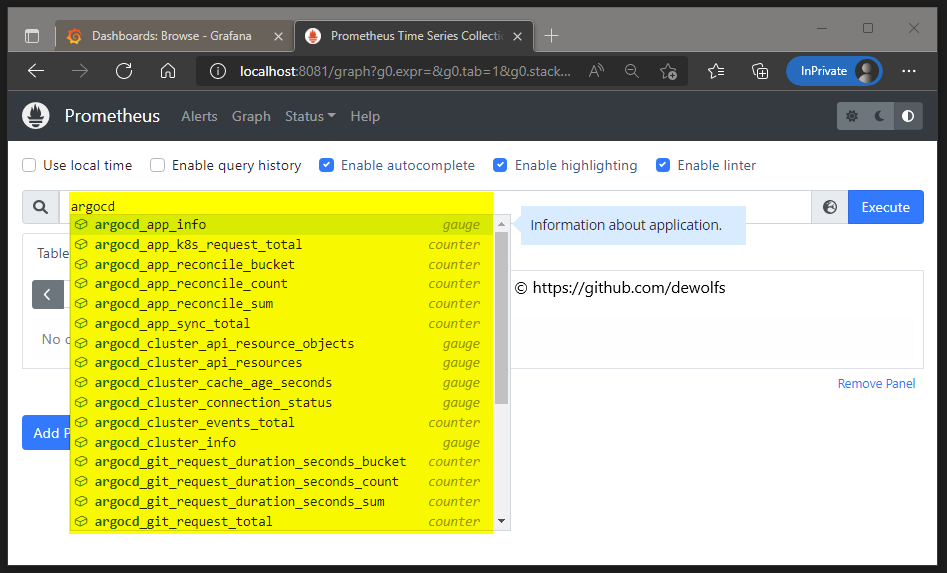 Dashboards: Browse - Grafana
Prometheus Time Series Collectio
localhost:8081/graph?g0.expr=&g0.tab=1&g0.stack...
InPrivate
Prometheus Alerts Graph Status Help
Use local time Enable query history Enable autocomplete Enable highlighting Enable linter
argocd
Execute
argocd_app_info gauge
Information about application.
argocd_app_k8s_request_total counter
Table
argocd_app_reconcile_bucket counter
argocd_app_reconcile_count counter
© https://github.com/dewolfs
argocd_app_reconcile_sum counter
argocd_app_sync_total counter
No
argocd_cluster_api_resource_objects gauge
argocd_cluster_api_resources gauge
argocd_cluster_cache_age_seconds gauge
Remove Panel
argocd_cluster_connection_status gauge
argocd_cluster_events_total counter
Add
argocd_cluster_info gauge
argocd_git_request_duration_seconds_bucket counter
argocd_git_request_duration_seconds_count counter
argocd_git_request_duration_seconds_sum counter
argocd_git_request_total counter